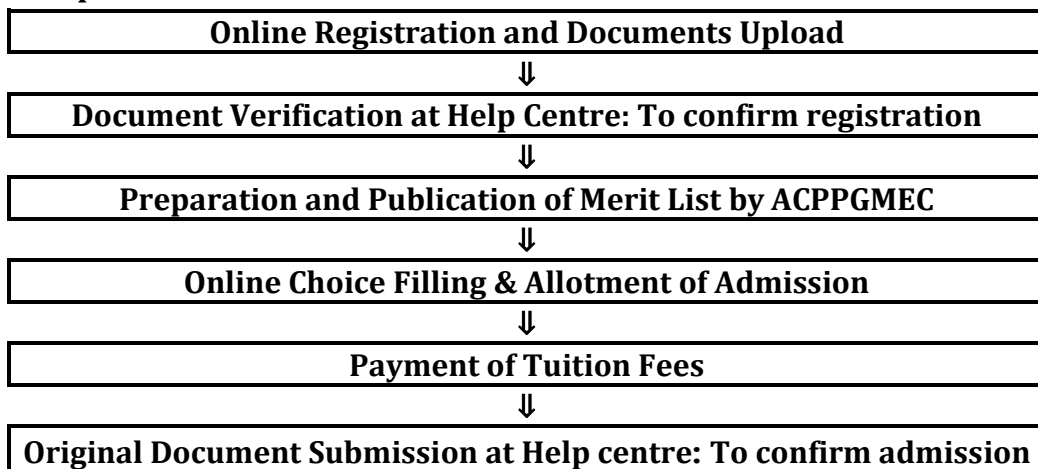 Online Registration and Documents Upload
⇓
Document Verification at Help Centre: To confirm registration
⇓
Preparation and Publication of Merit List by ACPPGMEC
⇓
Online Choice Filling & Allotment of Admission
⇓
Payment of Tuition Fees
⇓
Original Document Submission at Help centre: To confirm admission